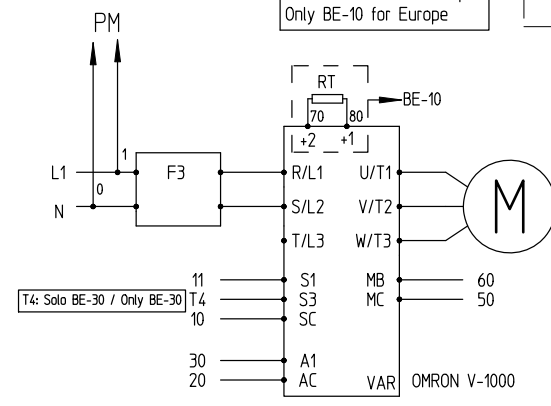 Only BE-10 for Europe
PM
RT
70 80
BE-10
+2 +1
L1
1
F3
R/L1 U/T1
0
N
S/L2 V/T2
M
T/L3 W/T3
11 S1 MB 60
T4: Solo BE-30 / Only BE-30 T4 S3 MC 50
10 SC
30 A1
20 AC VAR OMRON V-1000